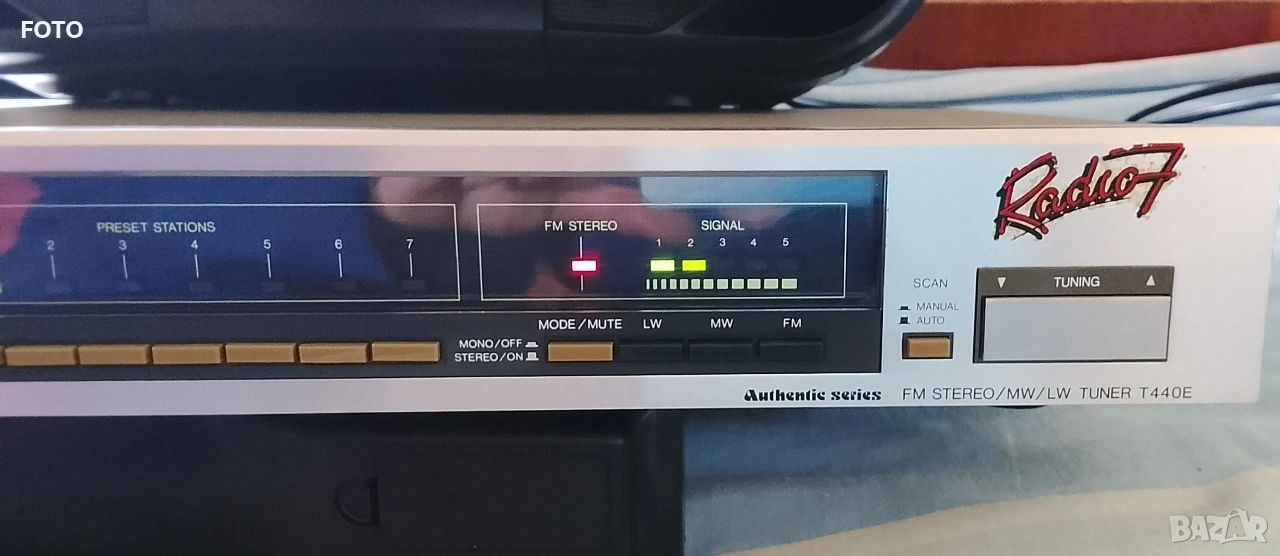 FOTO
Radio 7
PRESET STATIONS
2 3 4 5 6 7
FM STEREO
SIGNAL
1 2 3 4 5
SCAN
MANUAL
AUTO
▼ TUNING ▲
MODE/MUTE LW MW FM
MONO/OFF
STEREO/ON
Authentic series
FM STEREO/MW/LW TUNER T440E
BAZAR